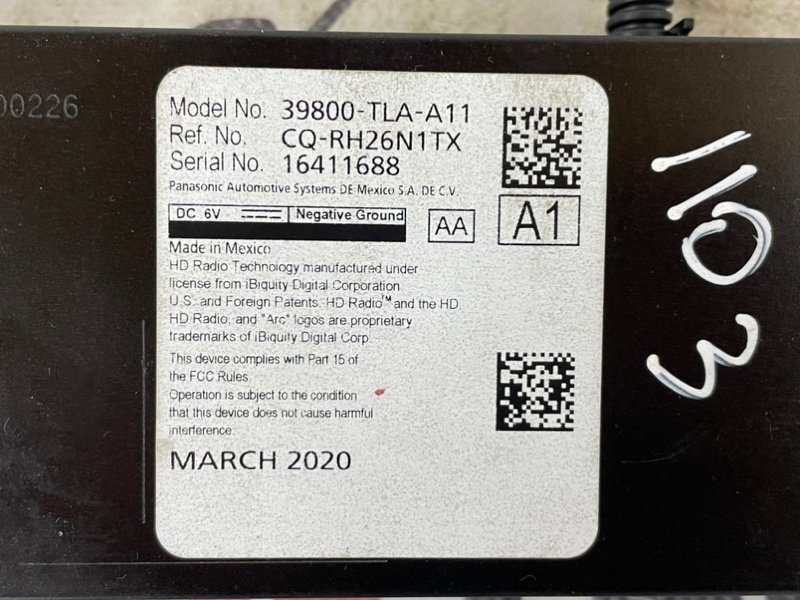 00226
Model No. 39800-TLA-A11
Ref. No. CQ-RH26N1TX
Serial No. 16411688
Panasonic Automotive Systems DE Mexico S.A. DE C.V.
DC 6V Negative Ground
AA
A1
Made in Mexico
HD Radio Technology manufactured under
license from iBiquity Digital Corporation.
U.S. and Foreign Patents. HD Radio™ and the HD,
HD Radio, and "Arc" logos are proprietary
trademarks of iBiquity Digital Corp.
This device complies with Part 15 of
the FCC Rules
Operation is subject to the condition
that this device does not cause harmful
interference.
MARCH 2020
1103